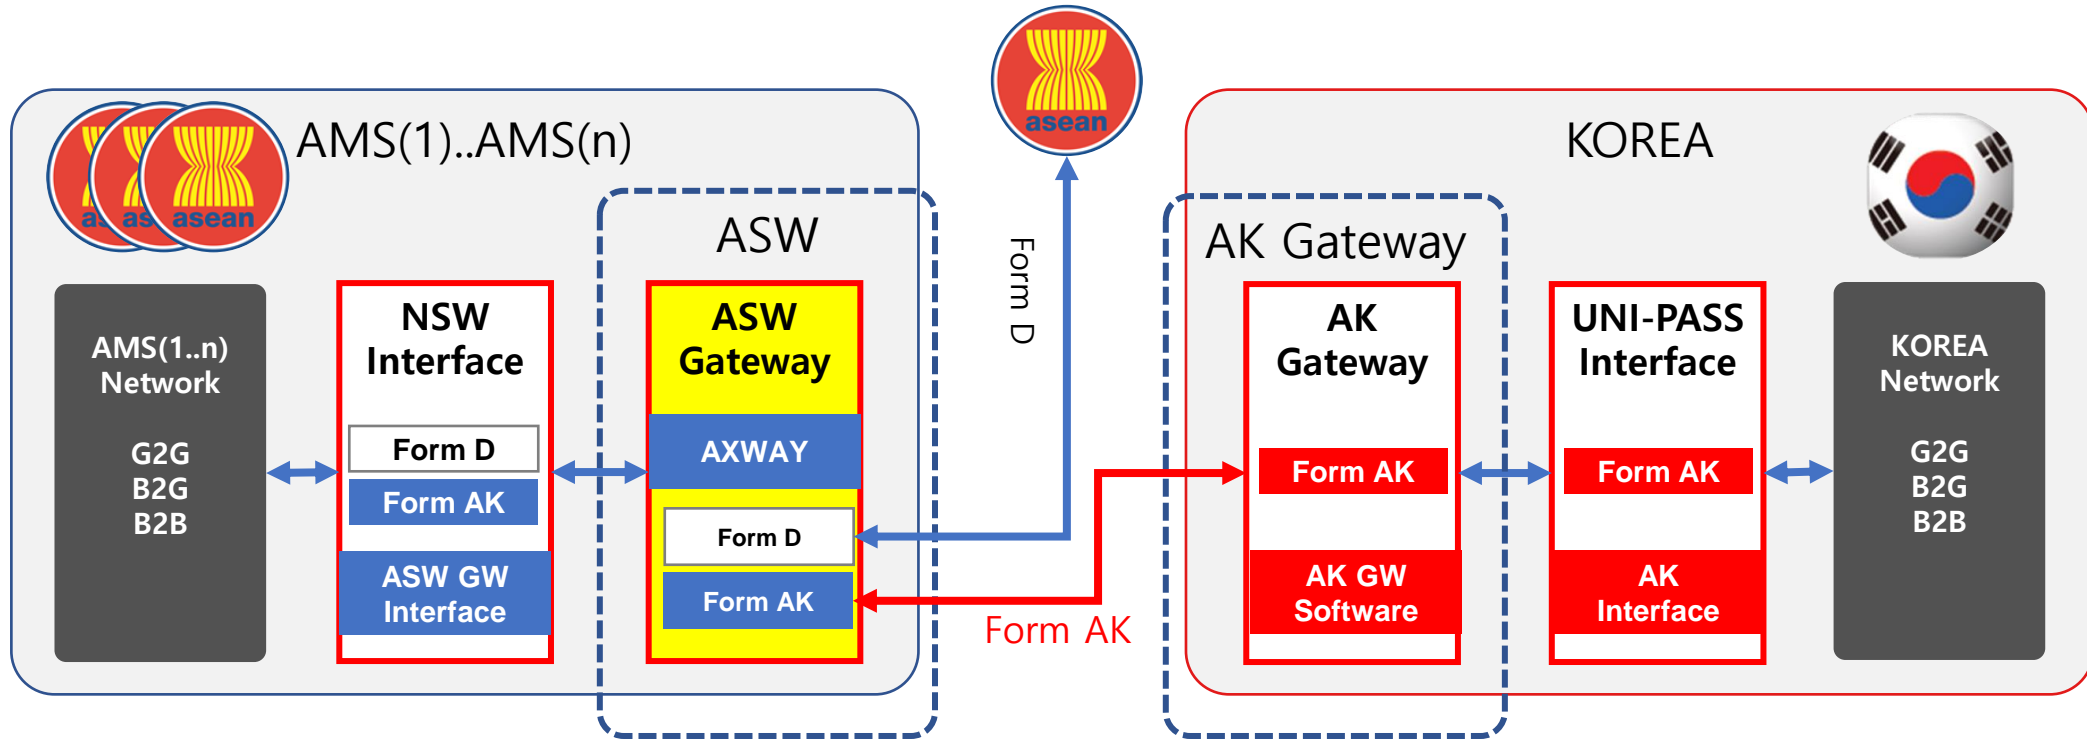 asean
as
as
asean
AMS(1)..AMS(n)
KOREA
ASW
AK Gateway
Form D
AMS(1..n)
Network
G2G
B2G
B2B
NSW
Interface
Form D
Form AK
ASW GW
Interface
ASW
Gateway
AXWAY
Form D
Form AK
Form AK
AK
Gateway
Form AK
AK GW
Software
UNI-PASS
Interface
Form AK
AK
Interface
KOREA
Network
G2G
B2G
B2B